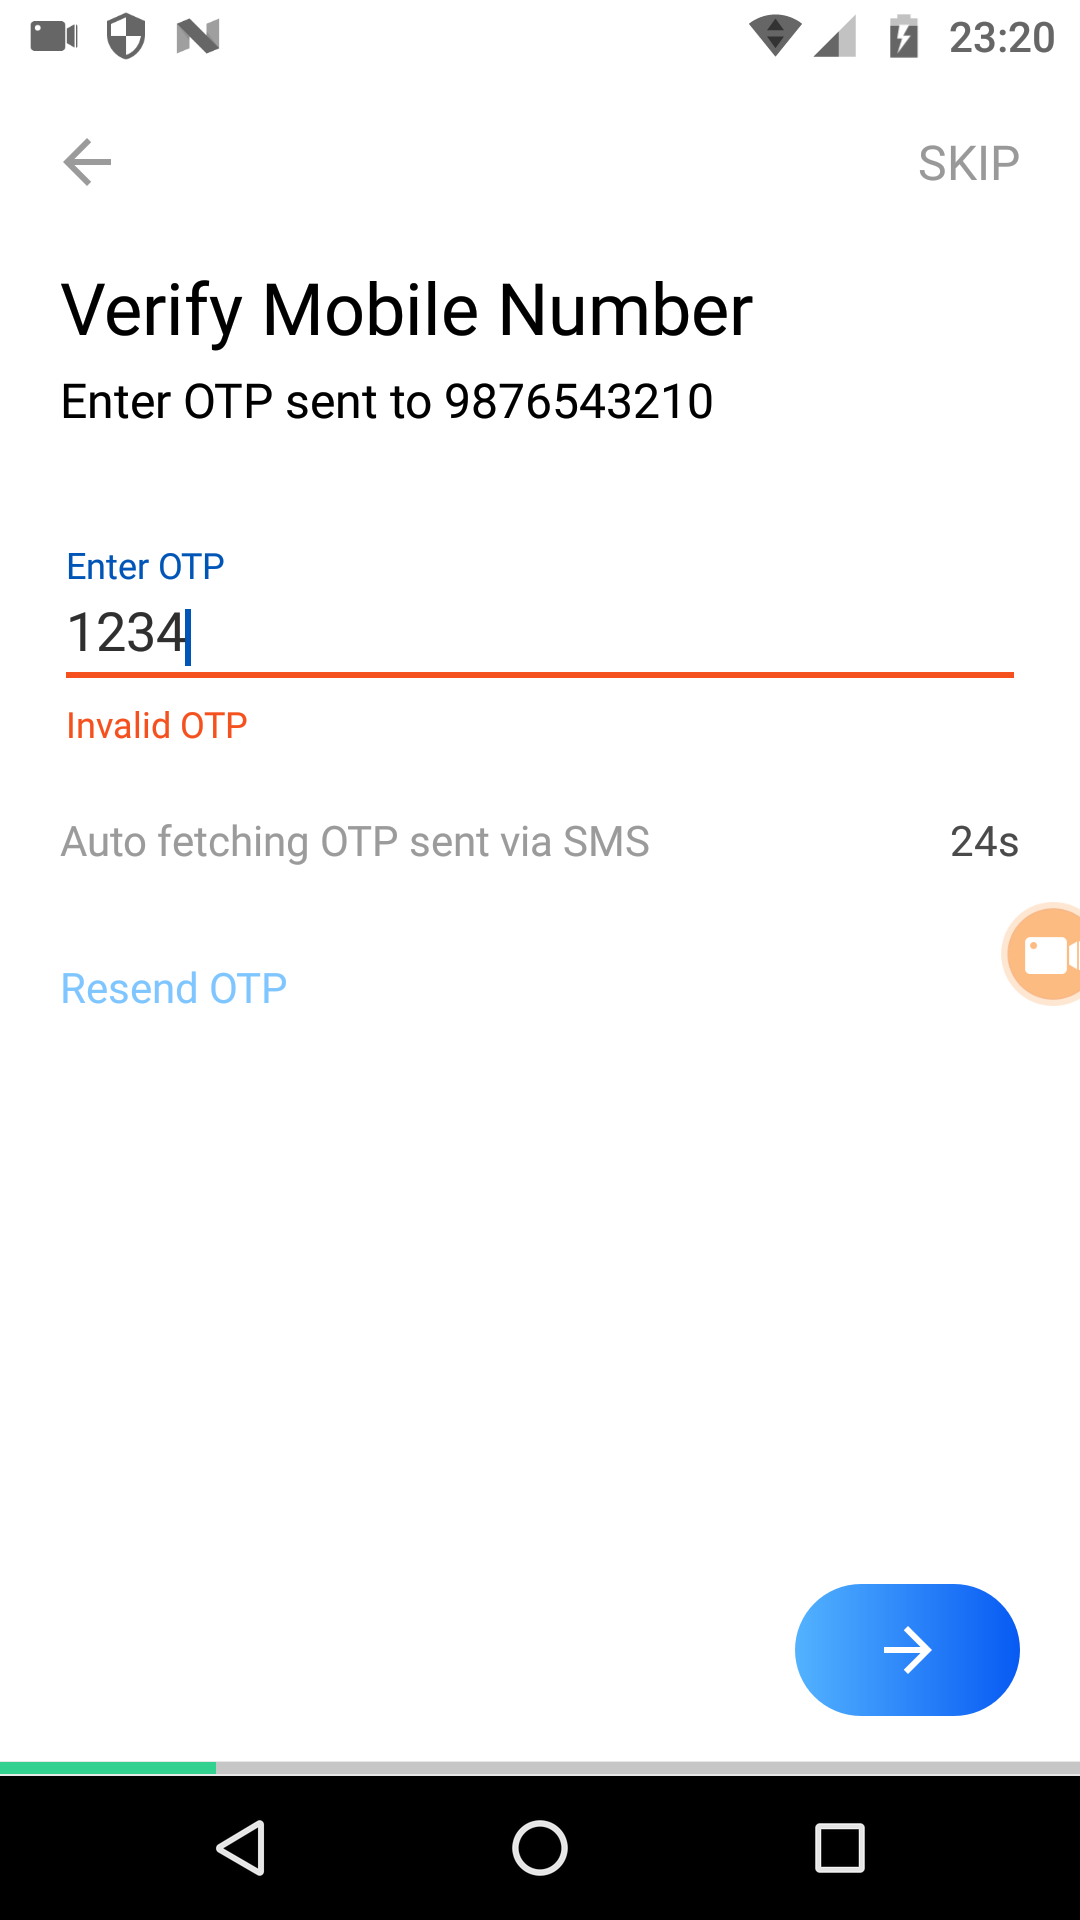 23:20
SKIP
Verify Mobile Number
Enter OTP sent to 9876543210
Enter OTP
1234
Invalid OTP
Auto fetching OTP sent via SMS 24s
Resend OTP